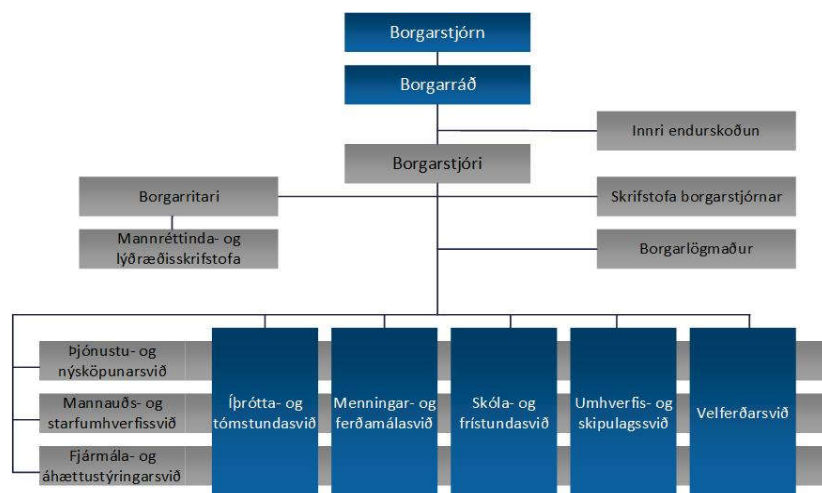 Borgarstjórn
Borgarráð
Innri endurskoðun
Borgarstjóri
Borgarritari
Skrifstofa borgarstjórnar
Mannréttinda- og
lýðræðisskrifstofa
Borgarlögmaður
Þjónustu- og
nýsköpunarsvið
Mannauðs- og
starfumhverfissvið
Fjármála- og
áhættustýringarsvið
Íþrótta- og
tómstundasvið
Menningar- og
ferðamálasvið
Skóla- og
frístundasvið
Umhverfis- og
skipulagssvið
Velferðarsvið